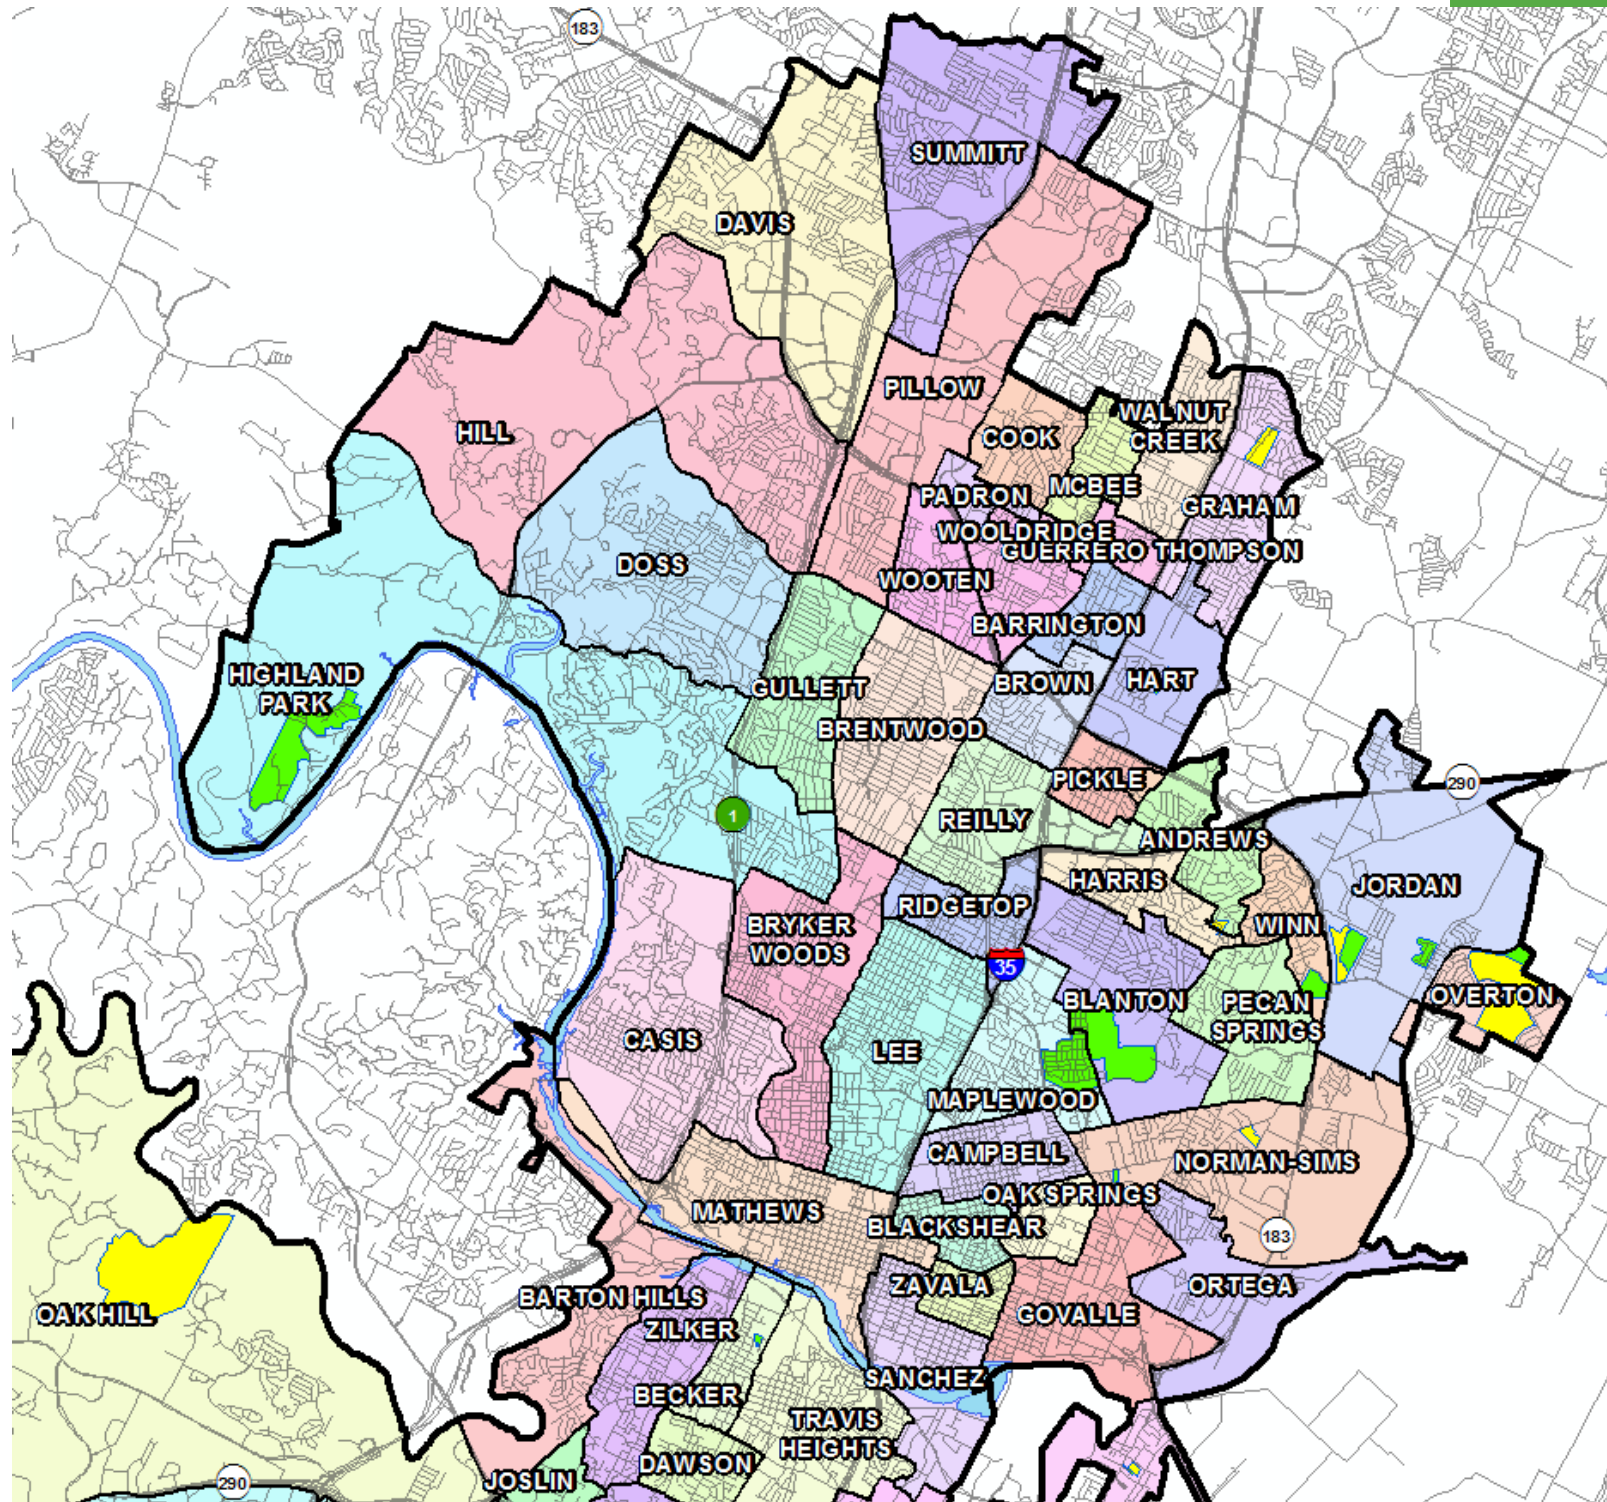 183
SUMMITT
DAVIS
PILLOW
WALNUT
CREEK
COOK
HILL
MCBEE
PADRON
GRAHAM
WOOLDRIDGE
GUERRERO THOMPSON
DOSS
WOOTEN
BARRINGTON
HIGHLAND
PARK
GULLETT
BROWN
HART
BRENTWOOD
PICKLE
290
1
REILLY
ANDREWS
HARRIS
JORDAN
RIDGETOP
BRYKER
WOODS
WINN
35
BLANTON
PECAN
SPRINGS
OVERTON
CASIS
LEE
MAPLEWOOD
CAMPBELL
NORMAN-SIMS
OAK SPRINGS
MATHEWS
BLACKSHEAR
183
ZAVALA
ORTEGA
BARTON HILLS
OAK HILL
GOVALLE
ZILKER
SANCHEZ
BECKER
TRAVIS
HEIGHTS
DAWSON
JOSLIN
290